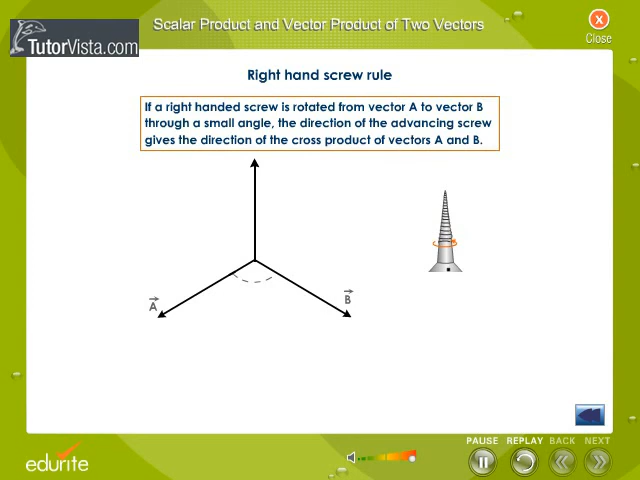 Scalar Product and Vector Product of Two Vectors
TutorVista.com
Close
Right hand screw rule
If a right handed screw is rotated from vector A to vector B
through a small angle, the direction of the advancing screw
gives the direction of the cross product of vectors A and B.
A
B
PAUSE REPLAY BACK NEXT
edurite